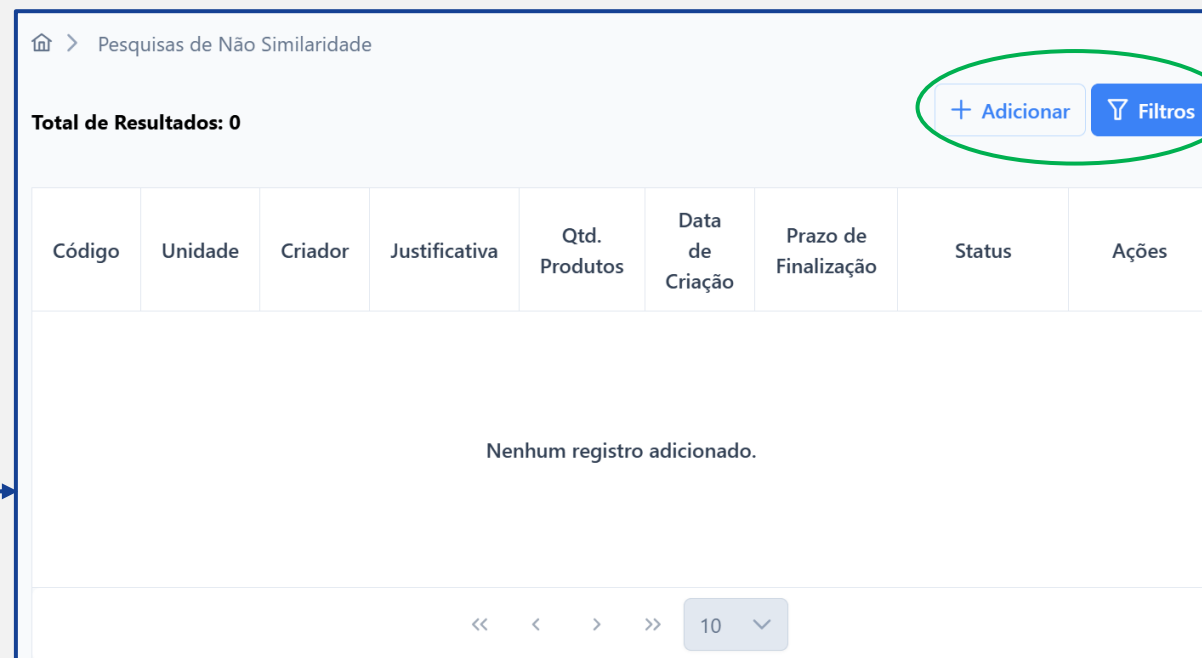 Pesquisas de Não Similaridade
+ Adicionar
Filtros
Total de Resultados: 0
Código
Unidade
Criador
Justificativa
Qtd.
Produtos
Data
de
Criação
Prazo de
Finalização
Status
Ações
Nenhum registro adicionado.
10